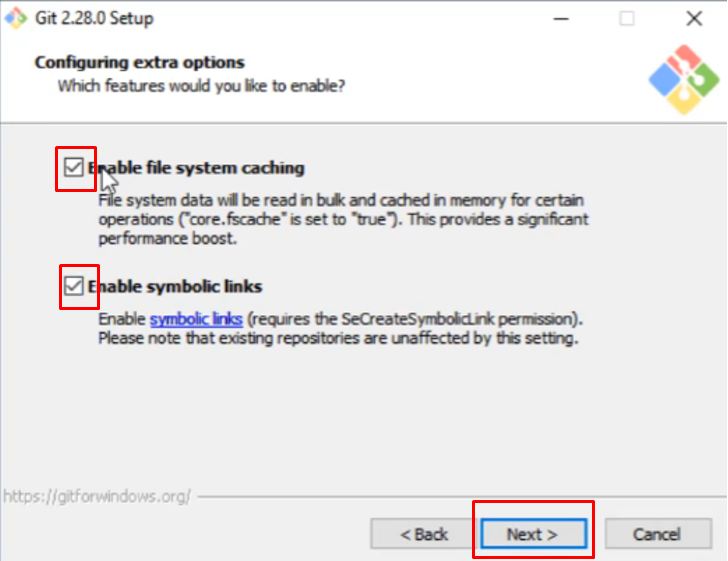 Git 2.28.0 Setup
Configuring extra options
Which features would you like to enable?
Enable file system caching
File system data will be read in bulk and cached in memory for certain
operations ("core.fscache" is set to "true"). This provides a significant
performance boost.
Enable symbolic links
Enable symbolic links (requires the SeCreateSymbolicLink permission).
Please note that existing repositories are unaffected by this setting.
https://gitforwindows.org/
< Back
Next >
Cancel